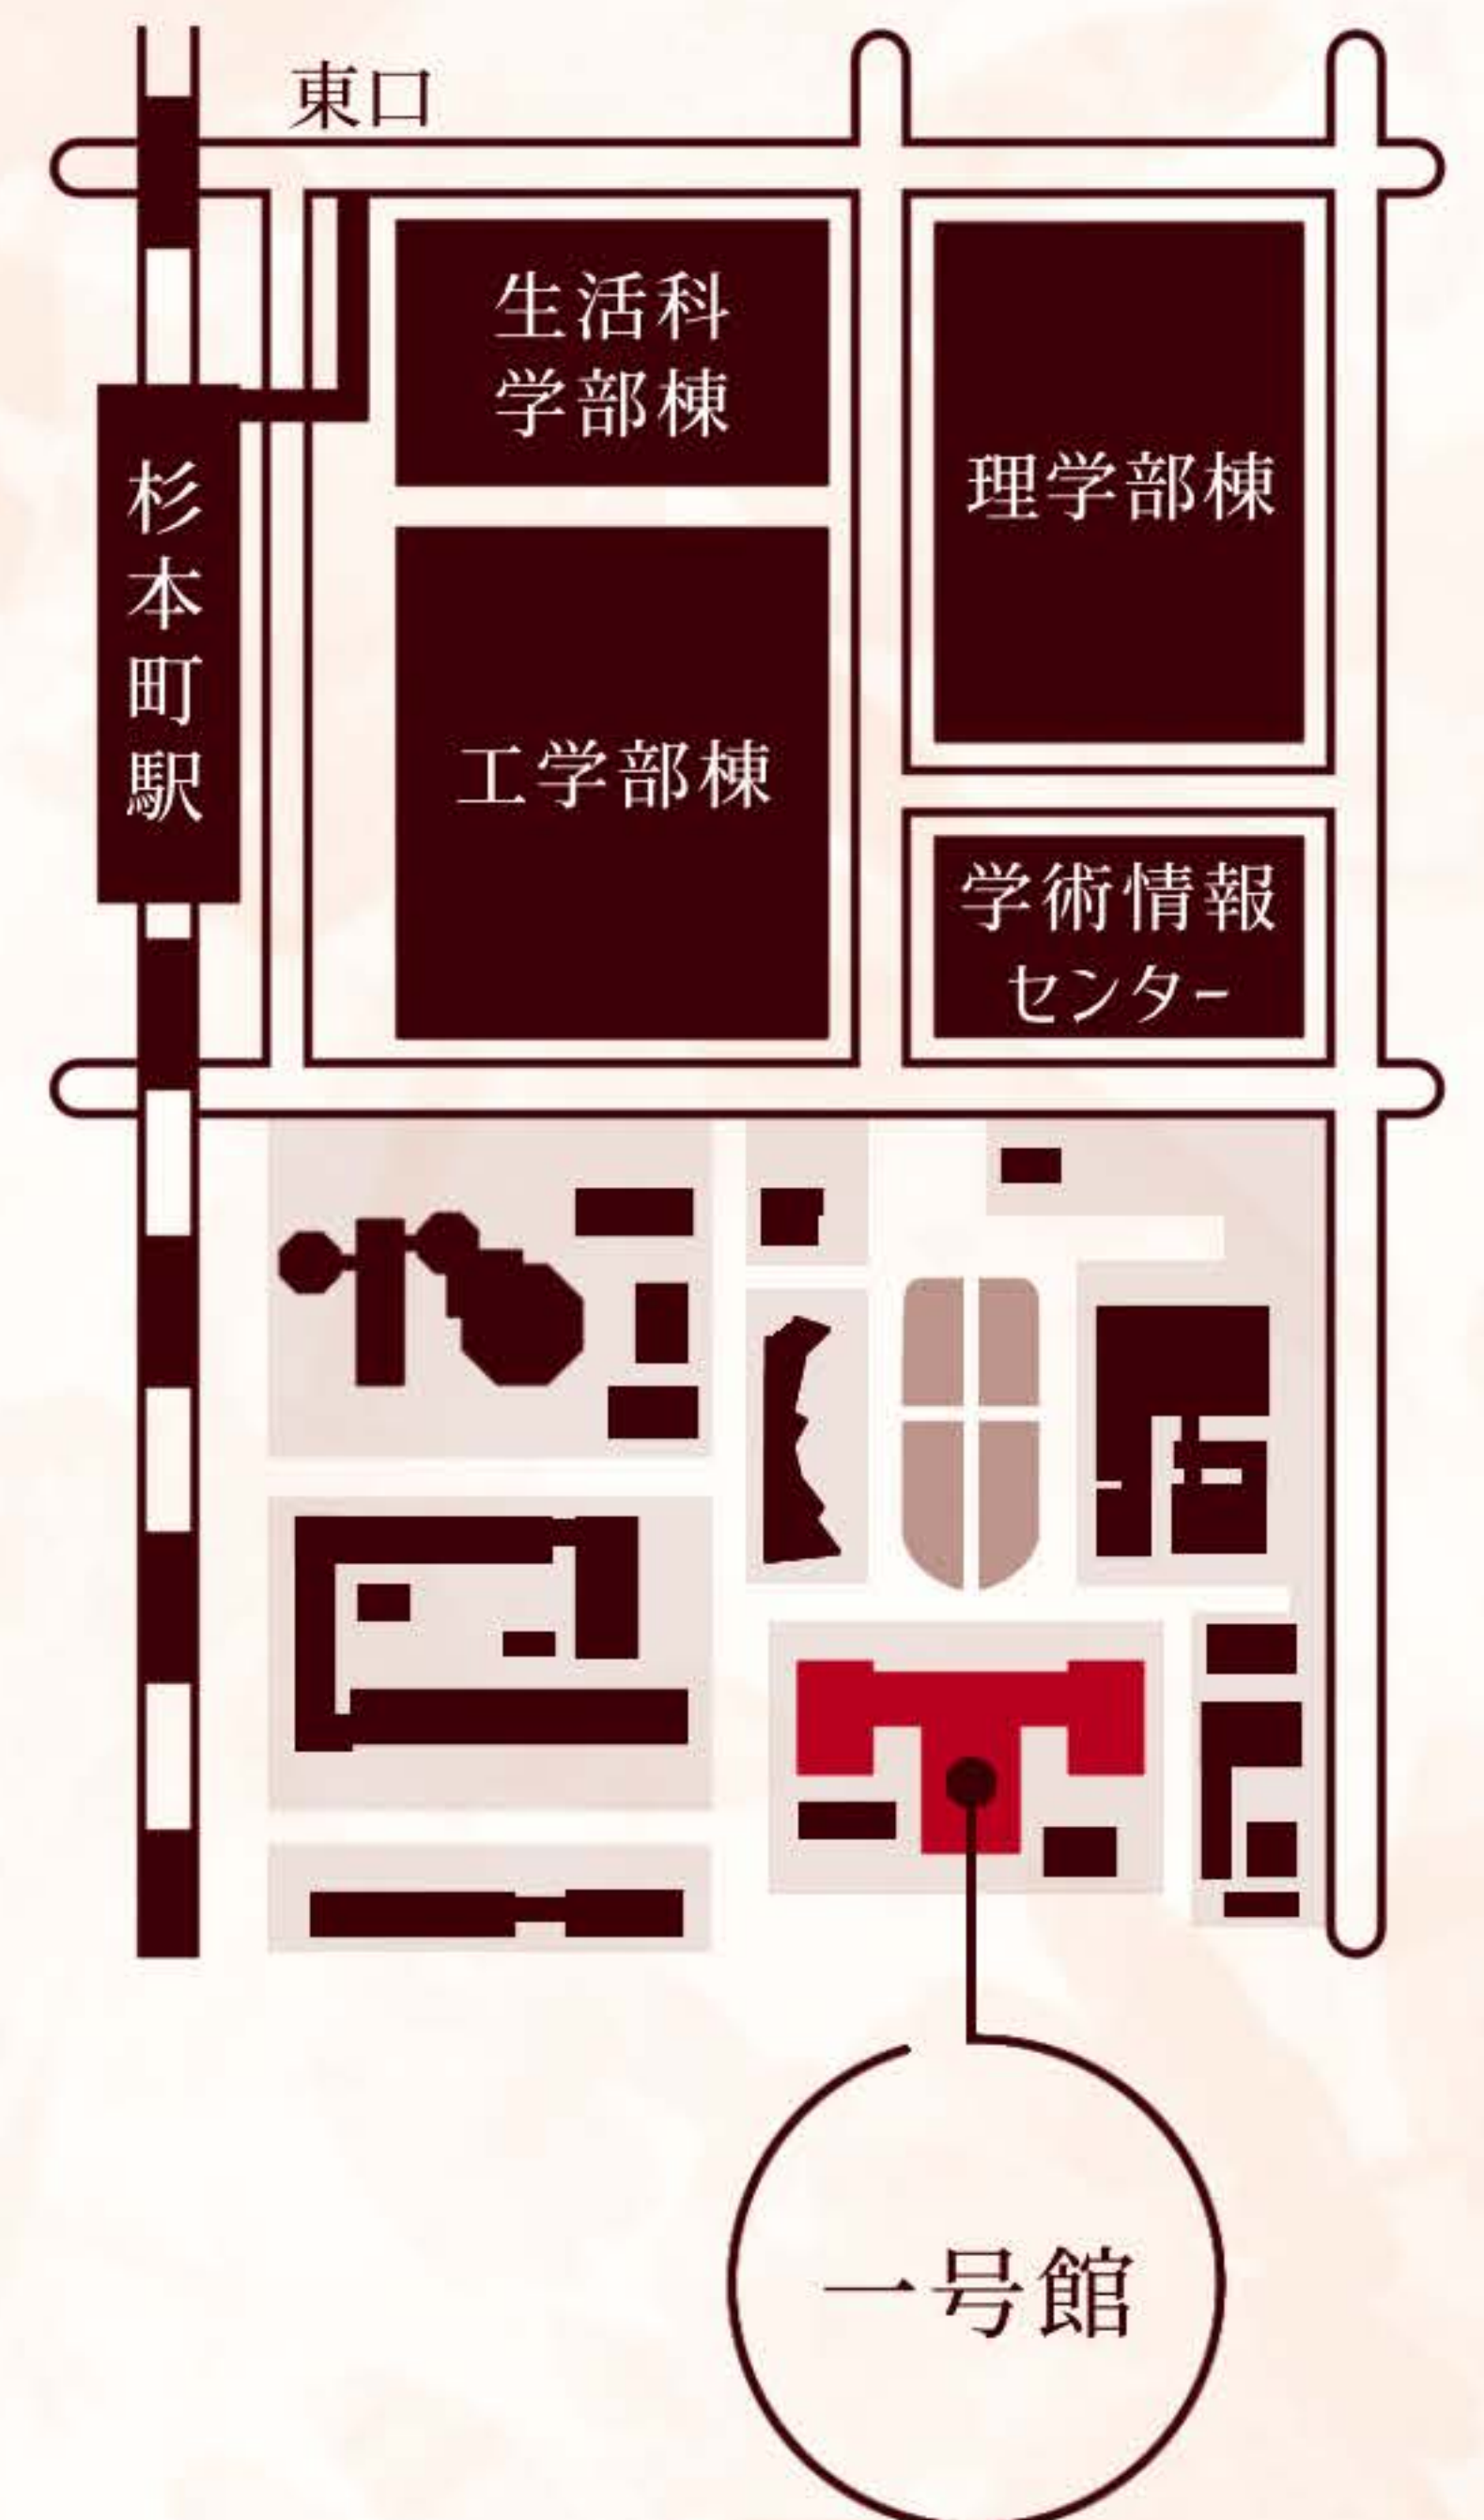 東口
生活科
学部棟
理学部棟
杉本町駅
工学部棟
学術情報
センター
一号館